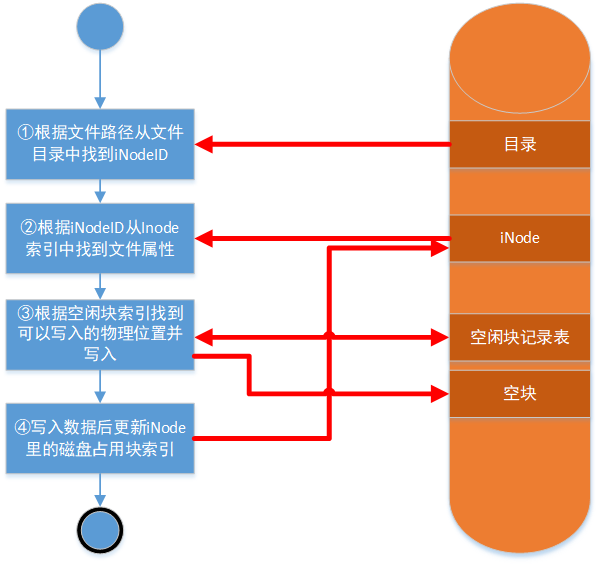 ①根据文件路径从文件
目录中找到iNodeID
目录
②根据iNodeID从Inode
索引中找到文件属性
iNode
③根据空闲块索引找到
可以写入的物理位置并
写入
空闲块记录表
空块
④写入数据后更新iNode
里的磁盘占用块索引